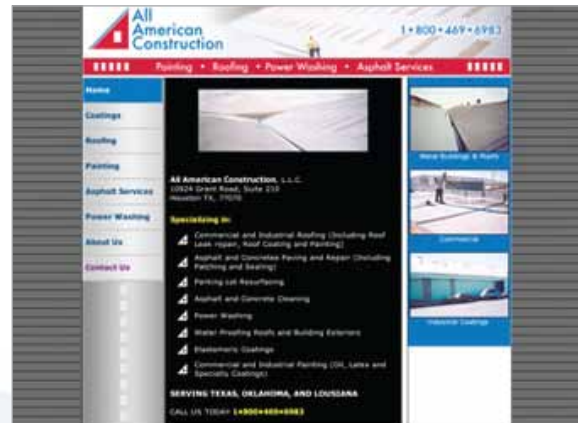 All
American
Construction
1•800•469•6983
Painting • Roofing • Power Washing • Asphalt Services
Home
Coatings
Roofing
Painting
Asphalt Services
Power Washing
About Us
Contact Us
All American Construction, L.L.C.
10924 Grant Road, Suite 210
Houston TX, 77070
Specializing in:
Commercial and Industrial Roofing (Including Roof
Leak repair, Roof Coating and Painting)
Asphalt and Concretes Paving and Repair (Including
Patching and Sealing)
Parking Lot Resurfacing
Asphalt and Concrete Cleaning
Power Washing
Water Proofing Roofs and Building Exteriors
Elastomeric Coatings
Commercial and Industrial Painting (Oil, Latex and
Specialty Coatings)
SERVING TEXAS, OKLAHOMA, AND LOUSIANA
CALL US TODAY 1•800•469•6983
Metal Buildings & Roofs
Commercial
Industrial Coatings